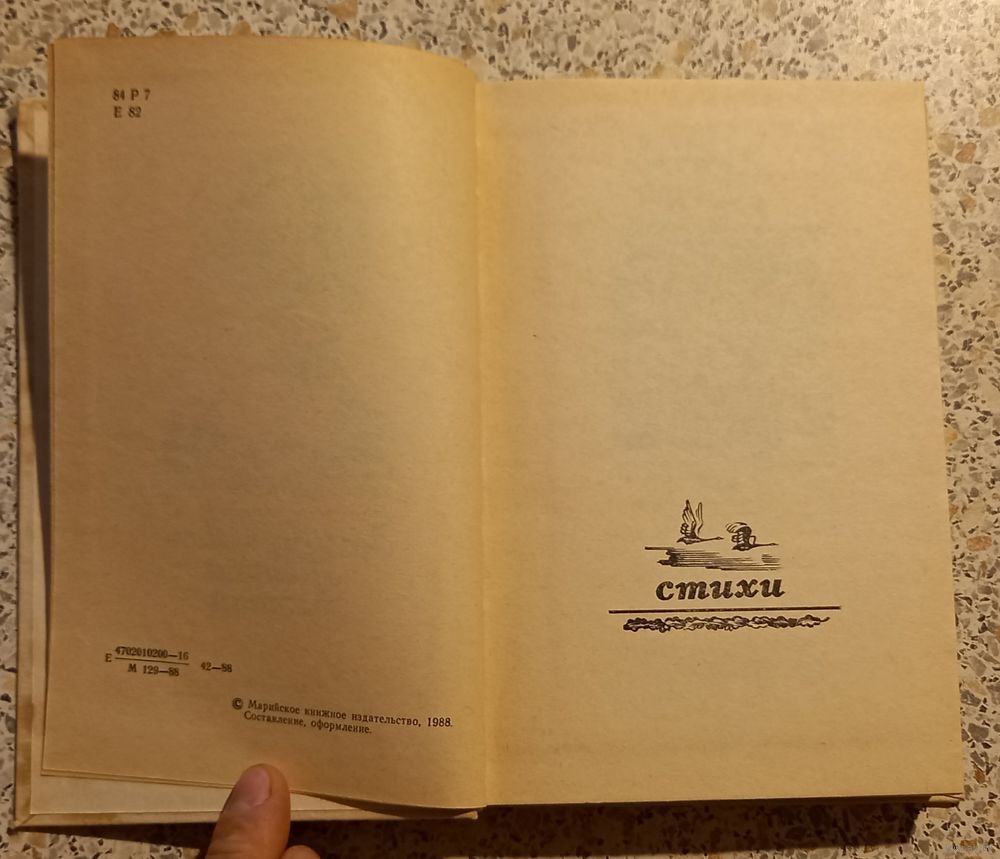 84 Р 7
Е 82
Е 4702010200—16
М 129—88
42—88
© Марийское книжное издательство, 1988.
Составление, оформление.
стихи